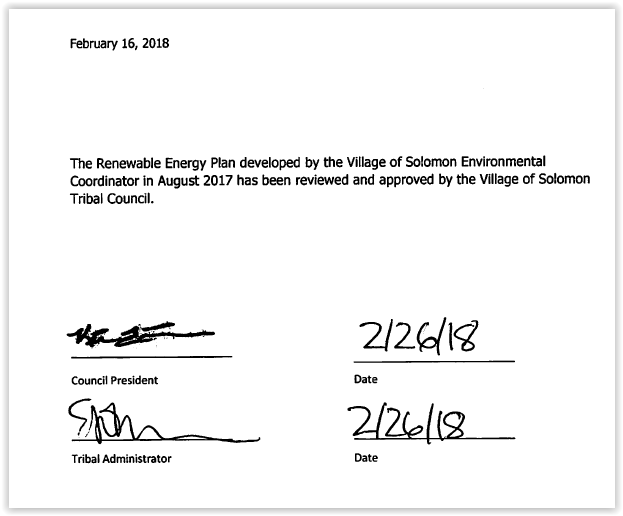 February 16, 2018
The Renewable Energy Plan developed by the Village of Solomon Environmental
Coordinator in August 2017 has been reviewed and approved by the Village of Solomon
Tribal Council.
2/26/18
Council President Date
2/26/18
Tribal Administrator Date